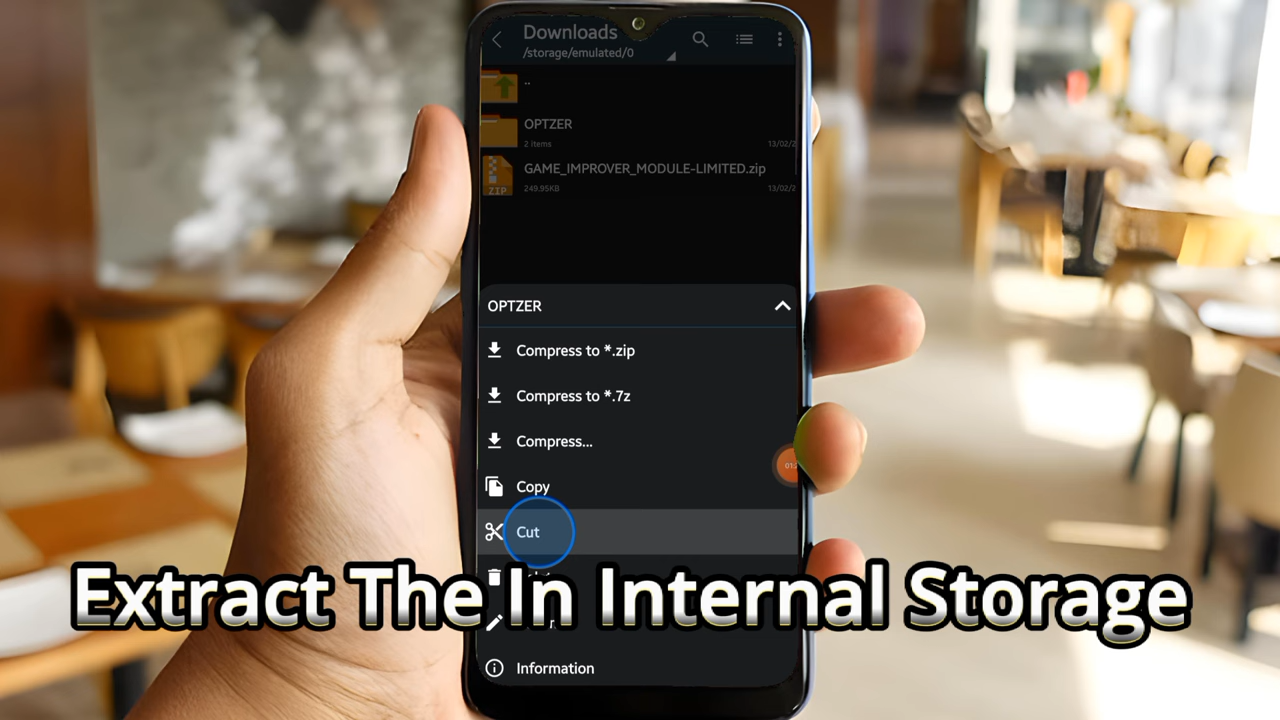 Downloads
/storage/emulated/0
..
OPTZER
2 Items
13/02/2
GAME_IMPROVER_MODULE-LIMITED.zip
ZIP
249.95KB
13/02/2
OPTZER
Compress to *.zip
Compress to *.7z
Compress...
Copy
Cut
Extract The In Internal Storage
Information